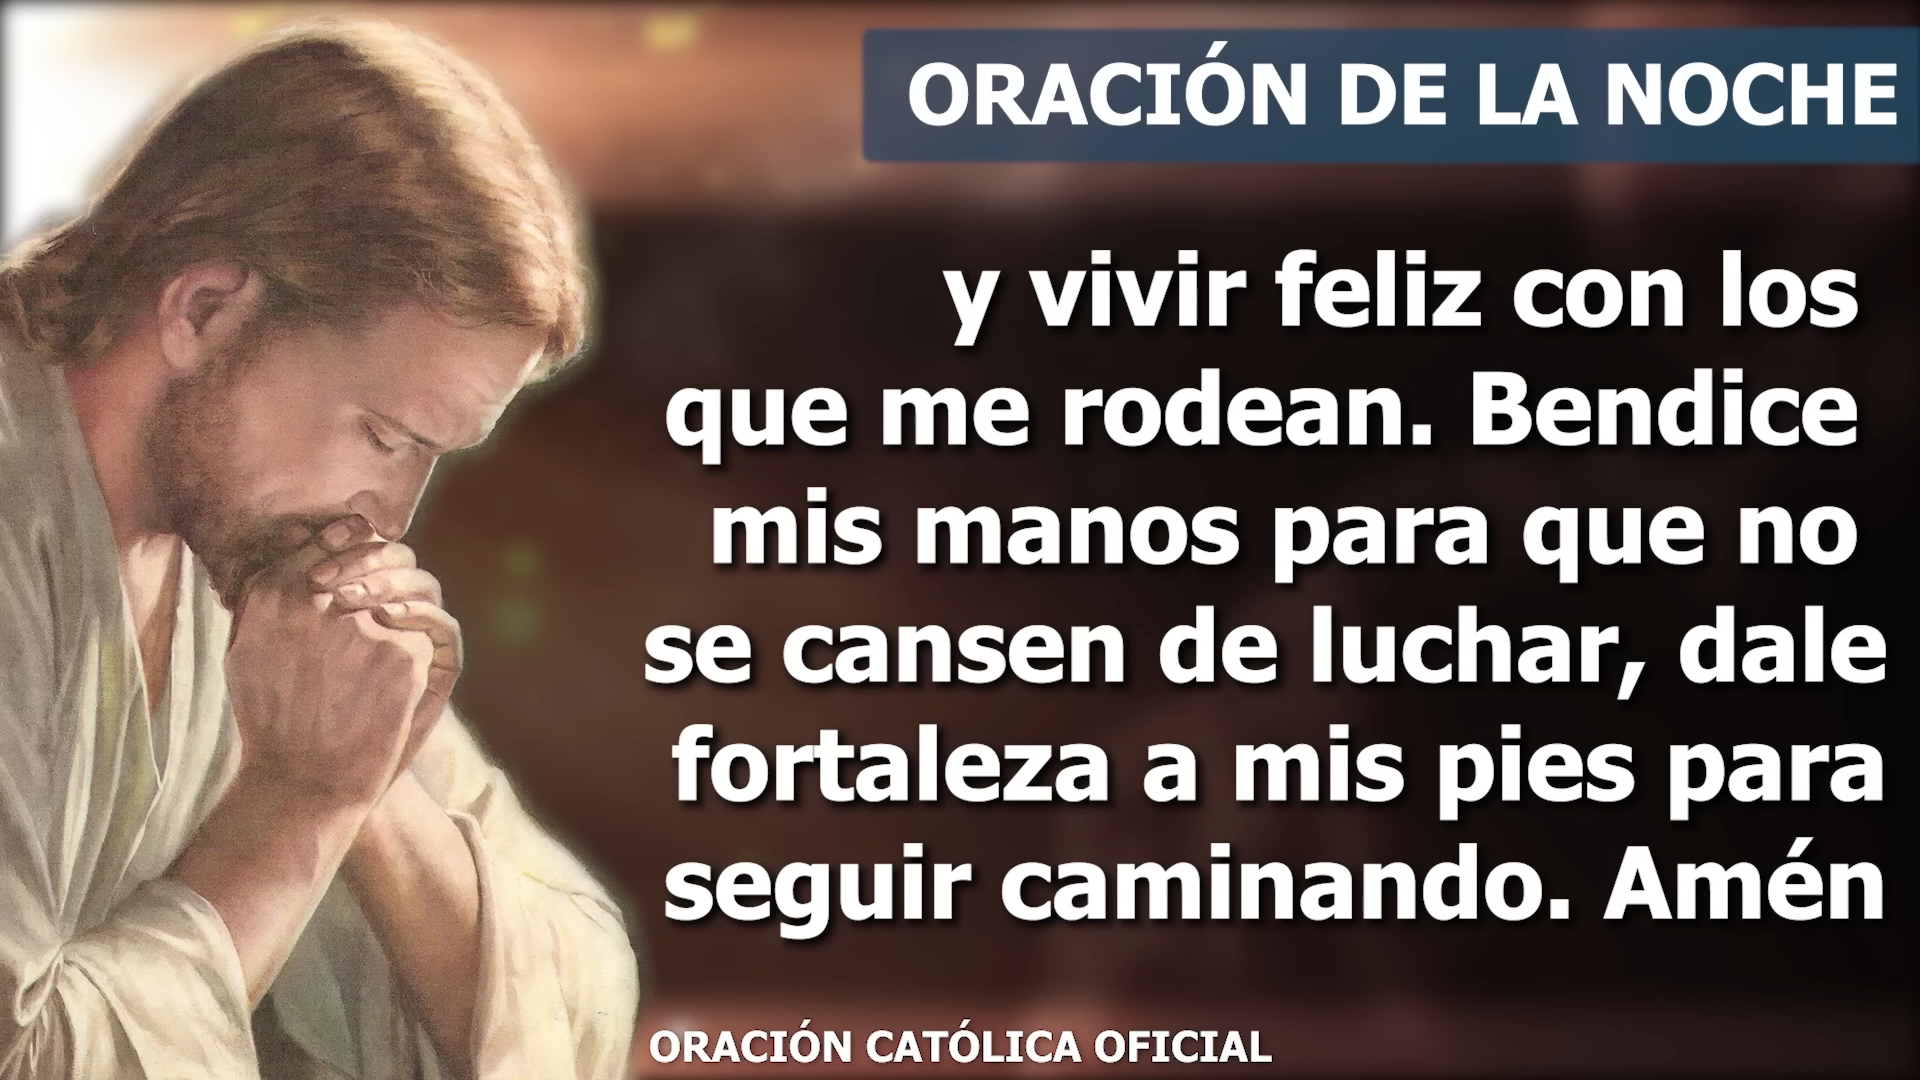 ORACIÓN DE LA NOCHE
y vivir feliz con los
que me rodean. Bendice
mis manos para que no
se cansen de luchar, dale
fortaleza a mis pies para
seguir caminando. Amén
ORACIÓN CATÓLICA OFICIAL